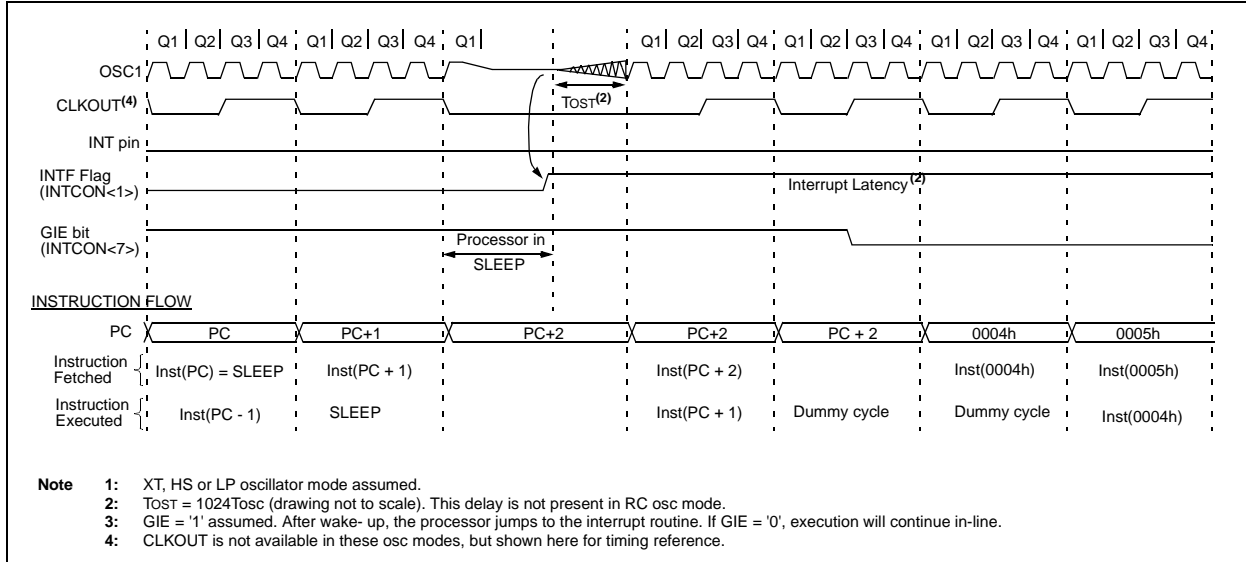 Q1 Q2 Q3 Q4 Q1 Q2 Q3 Q4 Q1 Q1 Q2 Q3 Q4 Q1 Q2 Q3 Q4 Q1 Q2 Q3 Q4 Q1 Q2 Q3 Q4
OSC1
CLKOUT(4)
TOST(2)
INT pin
INTF Flag
(INTCON<1>)
Interrupt Latency(2)
GIE bit
(INTCON<7>)
Processor in
SLEEP
INSTRUCTION FLOW
PC PC PC+1 PC+2 PC+2 PC + 2 0004h 0005h
Instruction
Fetched
Inst(PC) = SLEEP Inst(PC + 1) Inst(PC + 2) Inst(0004h) Inst(0005h)
Instruction
Executed
Inst(PC - 1) SLEEP Inst(PC + 1) Dummy cycle Dummy cycle Inst(0004h)
Note 1: XT, HS or LP oscillator mode assumed.
2: TOST = 1024Tosc (drawing not to scale). This delay is not present in RC osc mode.
3: GIE = '1' assumed. After wake- up, the processor jumps to the interrupt routine. If GIE = '0', execution will continue in-line.
4: CLKOUT is not available in these osc modes, but shown here for timing reference.